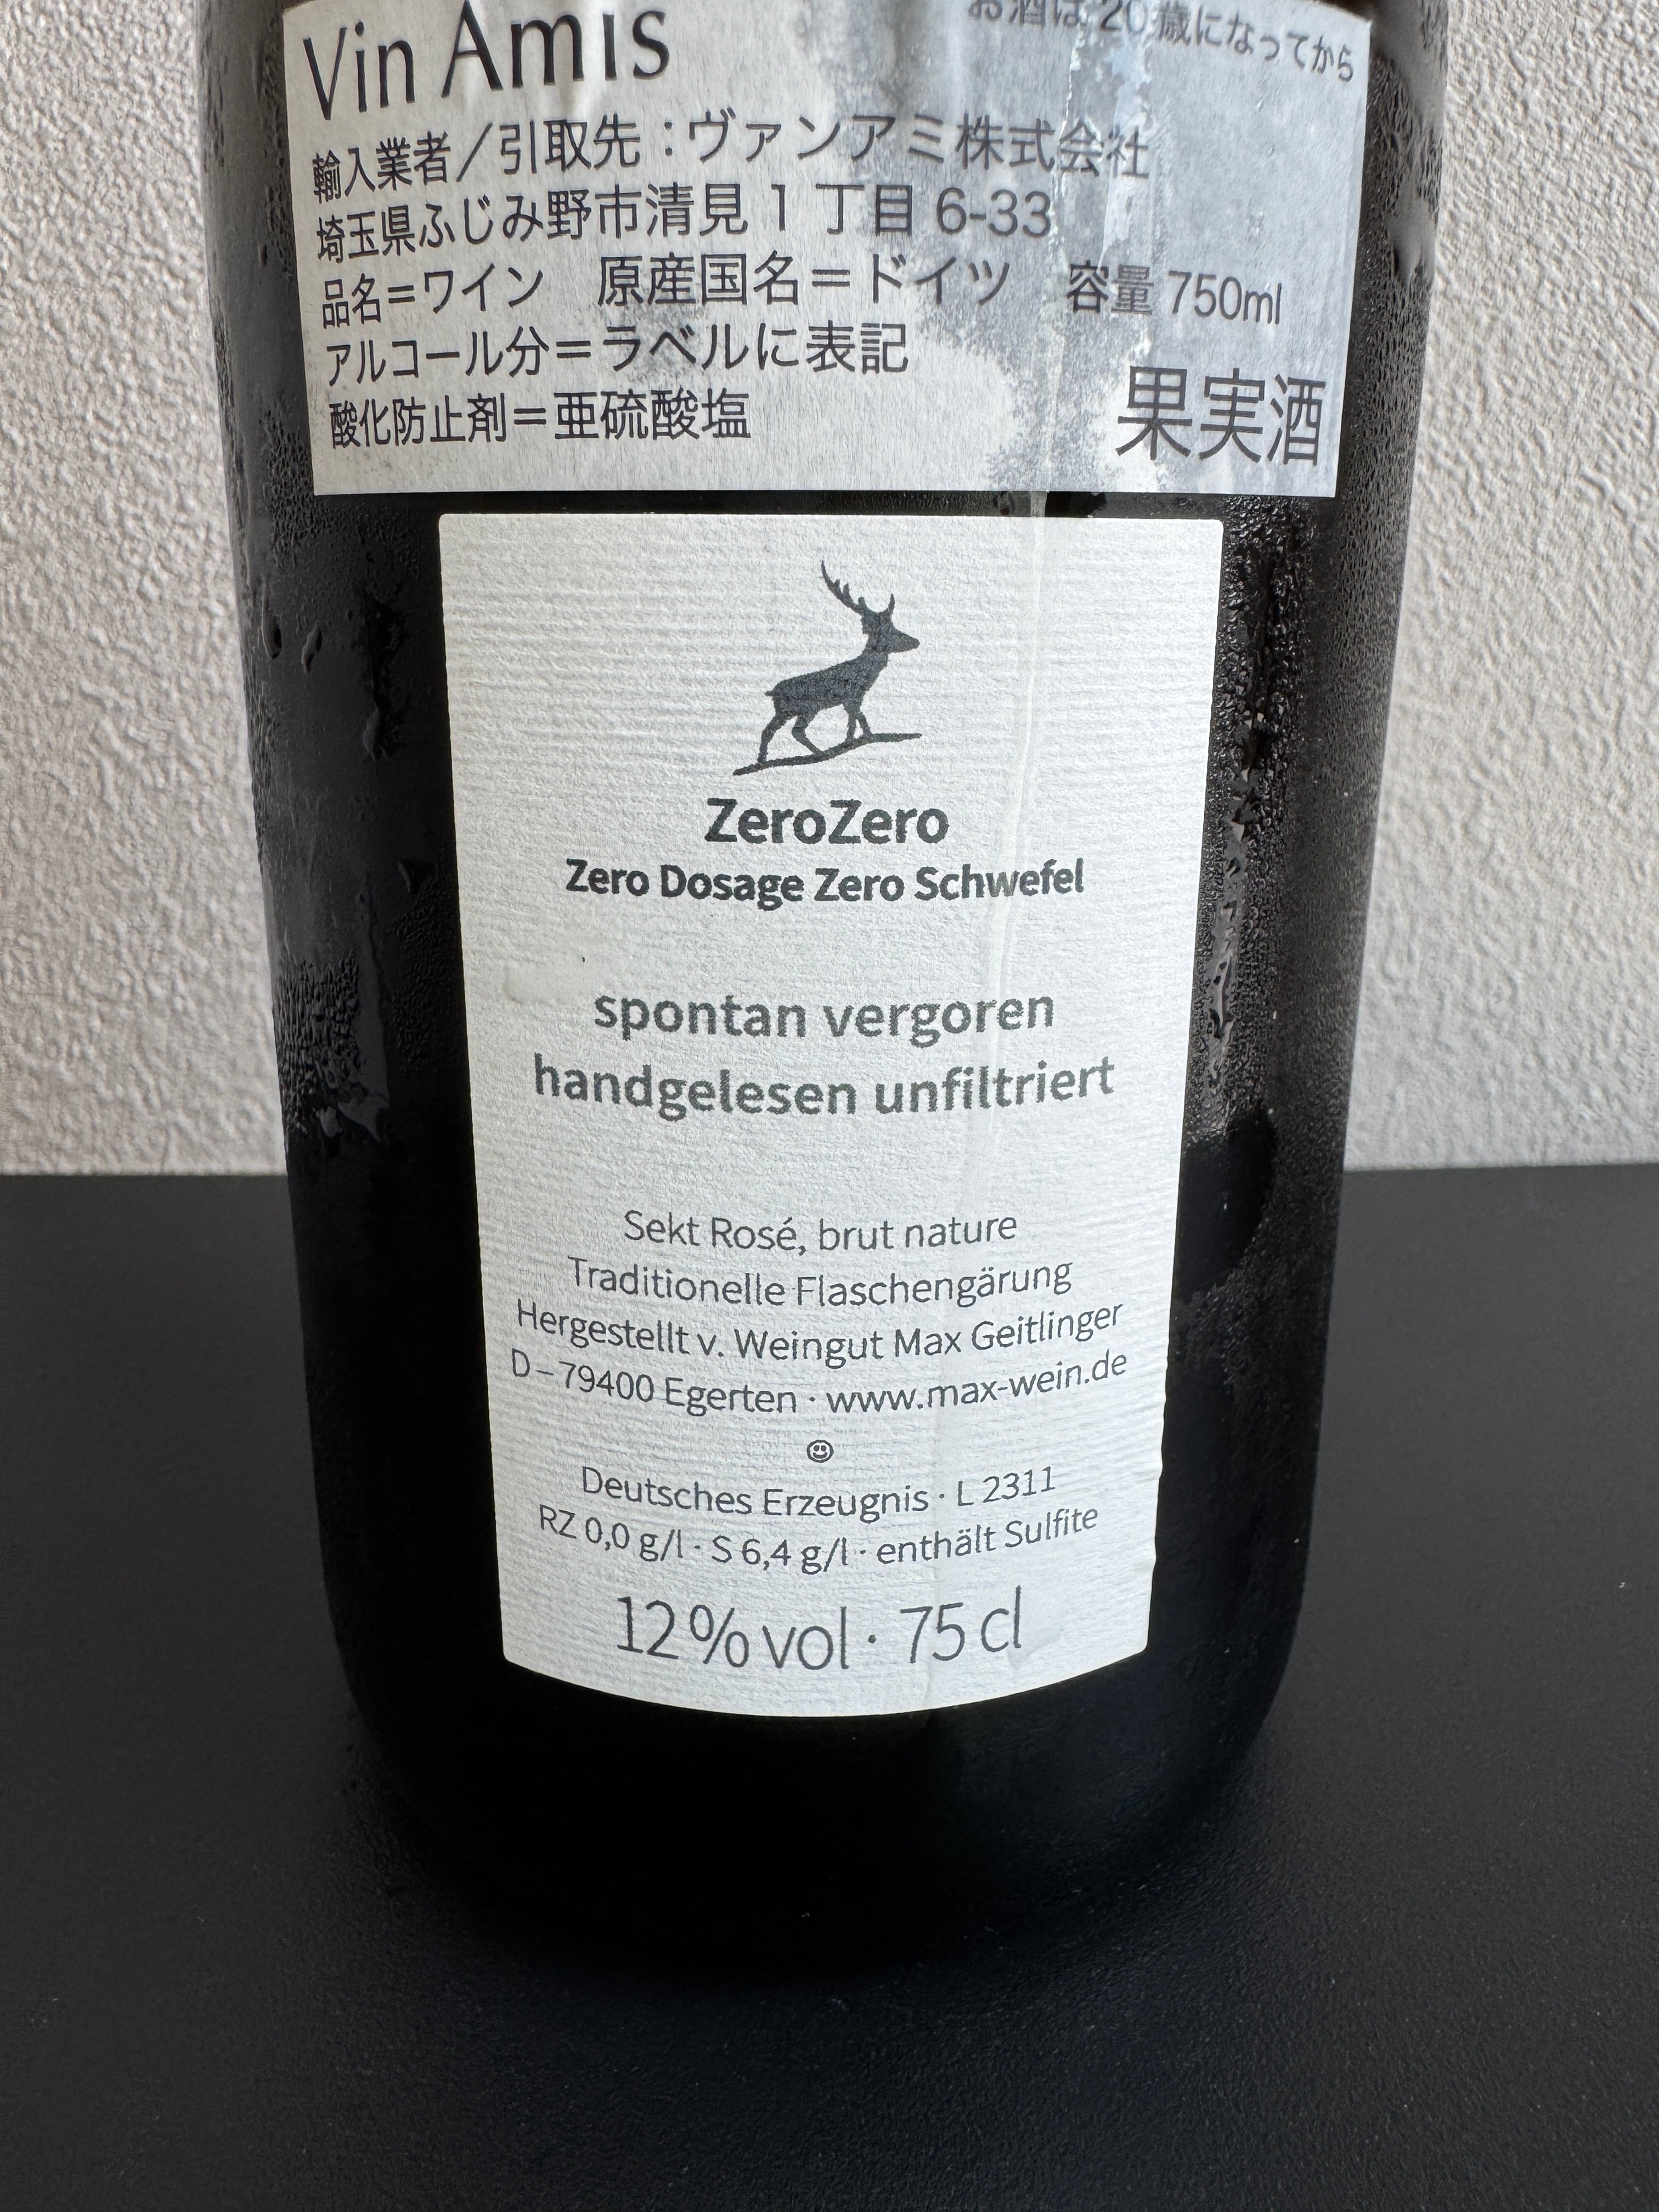 Vin Amis
お酒は20歳になってから
輸入業者／引取先：ヴァンアミ株式会社
埼玉県ふじみ野市清見1丁目6-33
品名＝ワイン　原産国名＝ドイツ　容量750ml
アルコール分＝ラベルに表記
酸化防止剤＝亜硫酸塩
果実酒
ZeroZero
Zero Dosage Zero Schwefel
spontan vergoren
handgelesen unfiltriert
Sekt Rosé, brut nature
Traditionelle Flaschengärung
Hergestellt v. Weingut Max Geitlinger
D–79400 Egerten · www.max-wein.de
☺
Deutsches Erzeugnis · L 2311
RZ 0,0 g/l · S 6,4 g/l · enthält Sulfite
12% vol · 75 cl